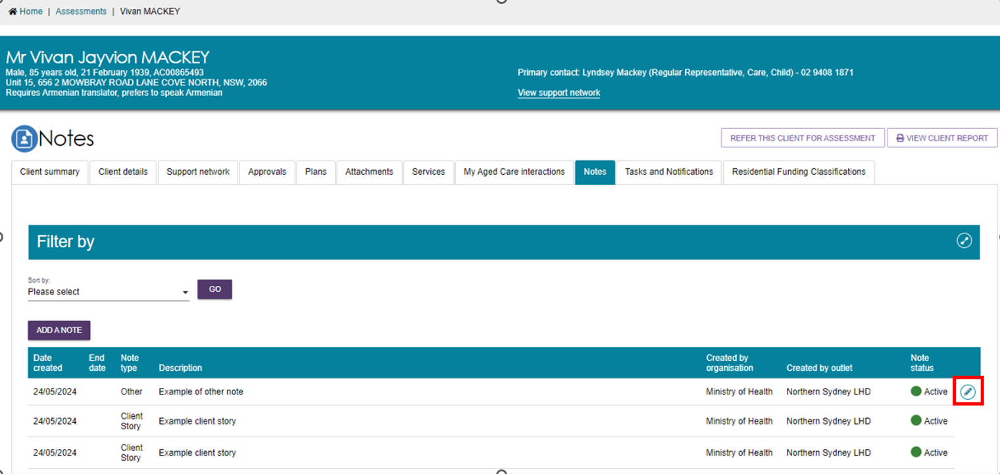 Home | Assessments | Vivan MACKEY
Mr Vivan Jayvion MACKEY
Male, 85 years old, 21 February 1939, AC00865493
Unit 15, 656 2 MOWBRAY ROAD LANE COVE NORTH, NSW, 2066
Requires Armenian translator, prefers to speak Armenian
Primary contact: Lyndsey Mackey (Regular Representative, Care, Child) - 02 9408 1871
View support network
Notes
REFER THIS CLIENT FOR ASSESSMENT
VIEW CLIENT REPORT
Client summary Client details Support network Approvals Plans Attachments Services My Aged Care interactions Notes Tasks and Notifications Residential Funding Classifications
Filter by
Sort by:
Please select
GO
ADD A NOTE
Date created End date Note type Description Created by organisation Created by outlet Note status
24/05/2024 Other Example of other note Ministry of Health Northern Sydney LHD Active
24/05/2024 Client Story Example client story Ministry of Health Northern Sydney LHD Active
24/05/2024 Client Story Example client story Ministry of Health Northern Sydney LHD Active